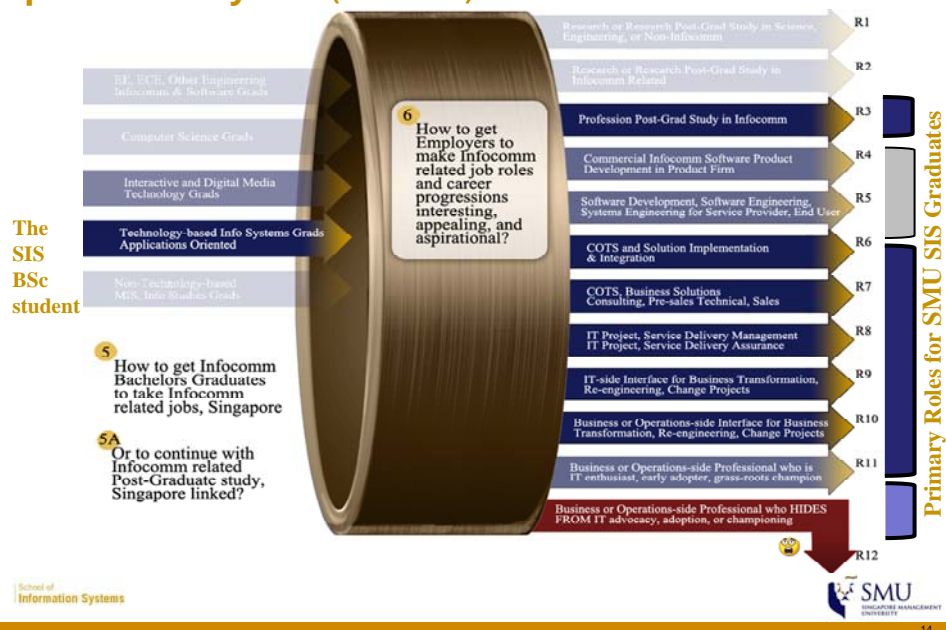 EE, ECE, Other Engineering
Infocomm & Software Grads
Computer Science Grads
Interactive and Digital Media
Technology Grads
Technology-based Info Systems Grads
Applications Oriented
Non-Technology-based
MIS, Info Studies Grads
The
SIS
BSc
student
5
How to get Infocomm
Bachelors Graduates
to take Infocomm
related jobs, Singapore
5A
Or to continue with
Infocomm related
Post-Graduate study,
Singapore linked?
6
How to get
Employers to
make Infocomm
related job roles
and career
progressions
interesting,
appealing, and
aspirational?
Research or Research Post-Grad Study in Science,
Engineering, or Non-Infocomm
R1
Research or Research Post-Grad Study in
Infocomm Related
R2
Profession Post-Grad Study in Infocomm
R3
Commercial Infocomm Software Product
Development in Product Firm
R4
Software Development, Software Engineering,
Systems Engineering for Service Provider, End User
R5
COTS and Solution Implementation
& Integration
R6
COTS, Business Solutions
Consulting, Pre-sales Technical, Sales
R7
IT Project, Service Delivery Management
IT Project, Service Delivery Assurance
R8
IT-side Interface for Business Transformation,
Re-engineering, Change Projects
R9
Business or Operations-side Interface for Business
Transformation, Re-engineering, Change Projects
R10
Business or Operations-side Professional who is
IT enthusiast, early adopter, grass-roots champion
R11
Business or Operations-side Professional who HIDES
FROM IT advocacy, adoption, or championing
R12
Primary Roles for SMU SIS Graduates
School of
Information Systems
SMU
SINGAPORE MANAGEMENT
UNIVERSITY